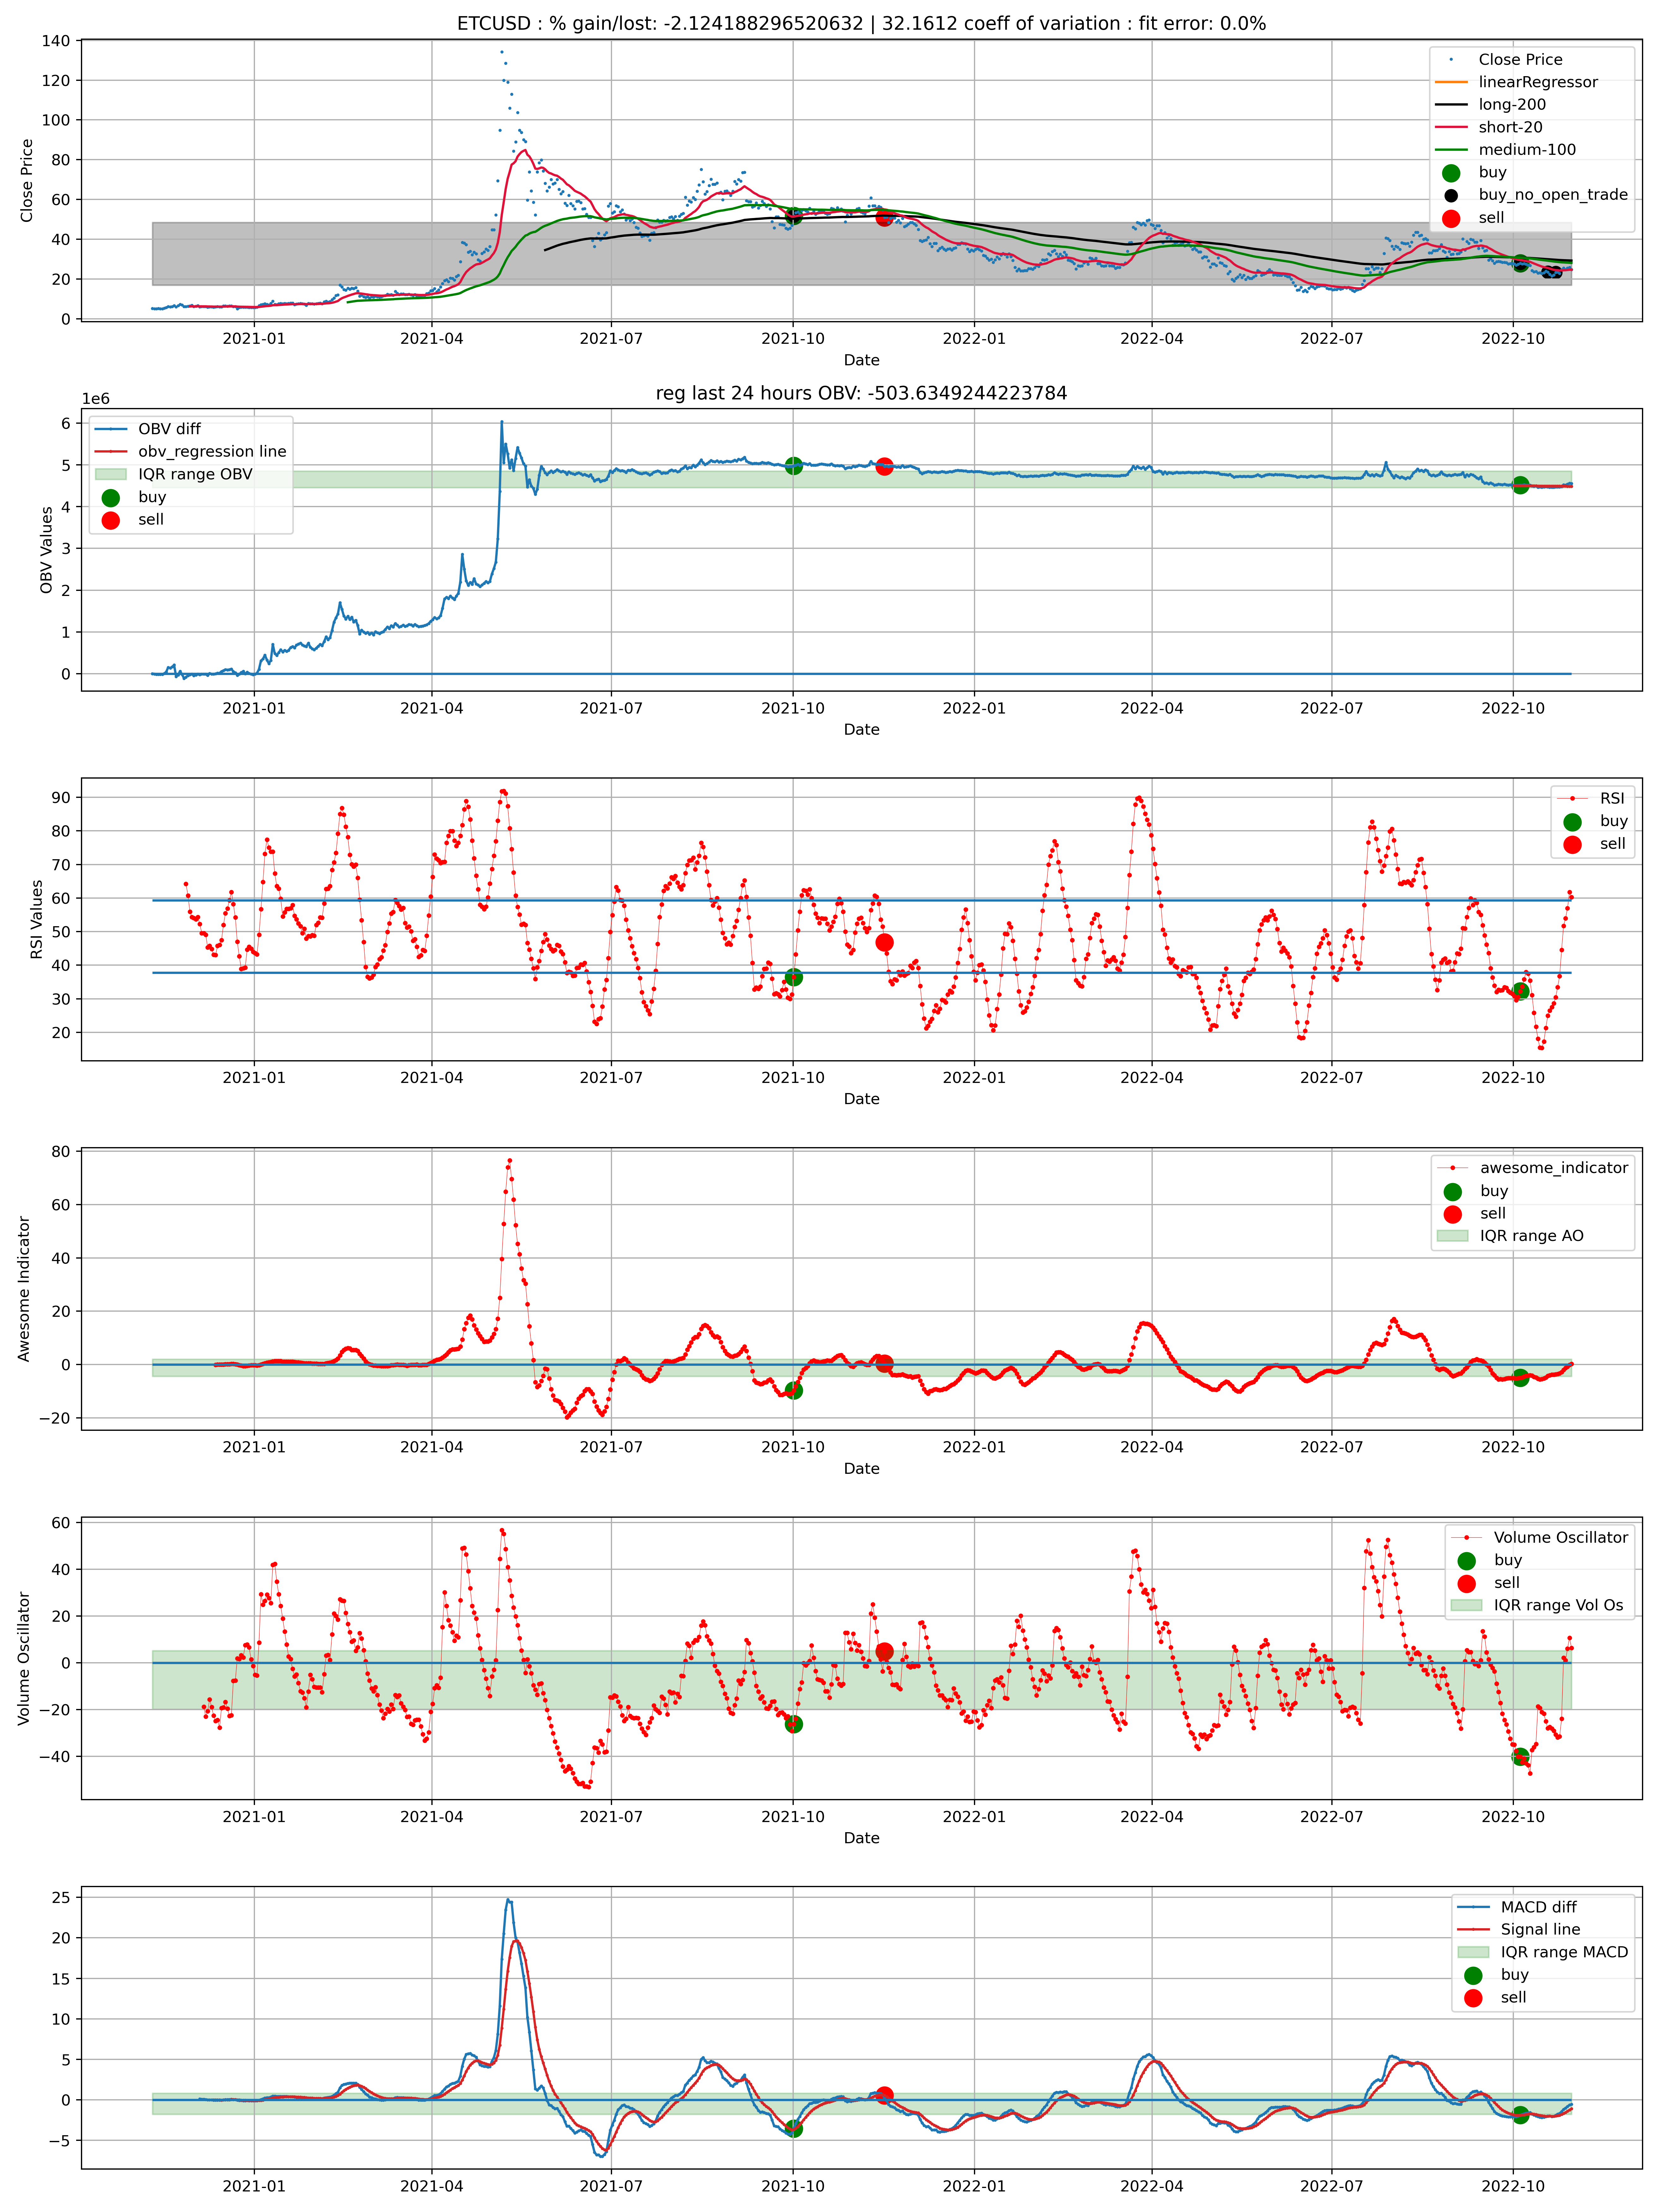 ETCUSD : % gain/lost: -2.124188296520632 | 32.1612 coeff of variation : fit error: 0.0%
140
120
100
80
60
40
20
0
Close Price
Close Price
linearRegressor
long-200
short-20
medium-100
buy
buy_no_open_trade
sell
2021-01 2021-04 2021-07 2021-10 2022-01 2022-04 2022-07 2022-10
Date
reg last 24 hours OBV: -503.6349244223784
1e6
6
5
4
3
2
1
0
OBV Values
OBV diff
obv_regression line
IQR range OBV
buy
sell
2021-01 2021-04 2021-07 2021-10 2022-01 2022-04 2022-07 2022-10
Date
90
80
70
60
50
40
30
20
RSI Values
RSI
buy
sell
2021-01 2021-04 2021-07 2021-10 2022-01 2022-04 2022-07 2022-10
Date
80
60
40
20
0
−20
Awesome Indicator
awesome_indicator
buy
sell
IQR range AO
2021-01 2021-04 2021-07 2021-10 2022-01 2022-04 2022-07 2022-10
Date
60
40
20
0
−20
−40
Volume Oscillator
Volume Oscillator
buy
sell
IQR range Vol Os
2021-01 2021-04 2021-07 2021-10 2022-01 2022-04 2022-07 2022-10
Date
25
20
15
10
5
0
−5
MACD diff
Signal line
IQR range MACD
buy
sell
2021-01 2021-04 2021-07 2021-10 2022-01 2022-04 2022-07 2022-10